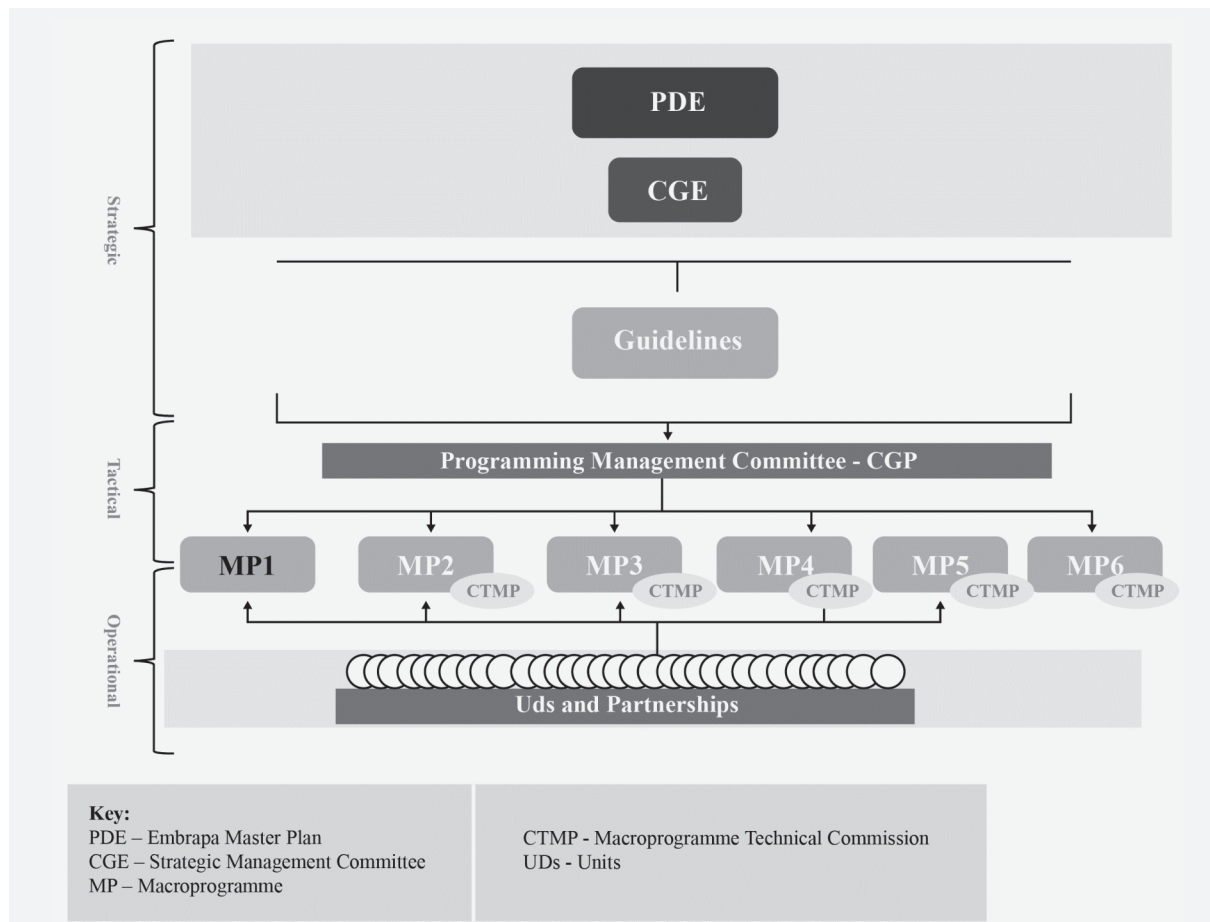 PDE
CGE
Strategic
Guidelines
Tactical
Programming Management Committee - CGP
MP1
MP2
CTMP
MP3
CTMP
MP4
CTMP
MP5
CTMP
MP6
CTMP
Operational
Uds and Partnerships
Key:
PDE – Embrapa Master Plan
CGE – Strategic Management Committee
MP – Macroprogramme
CTMP - Macroprogramme Technical Commission
UDs - Units